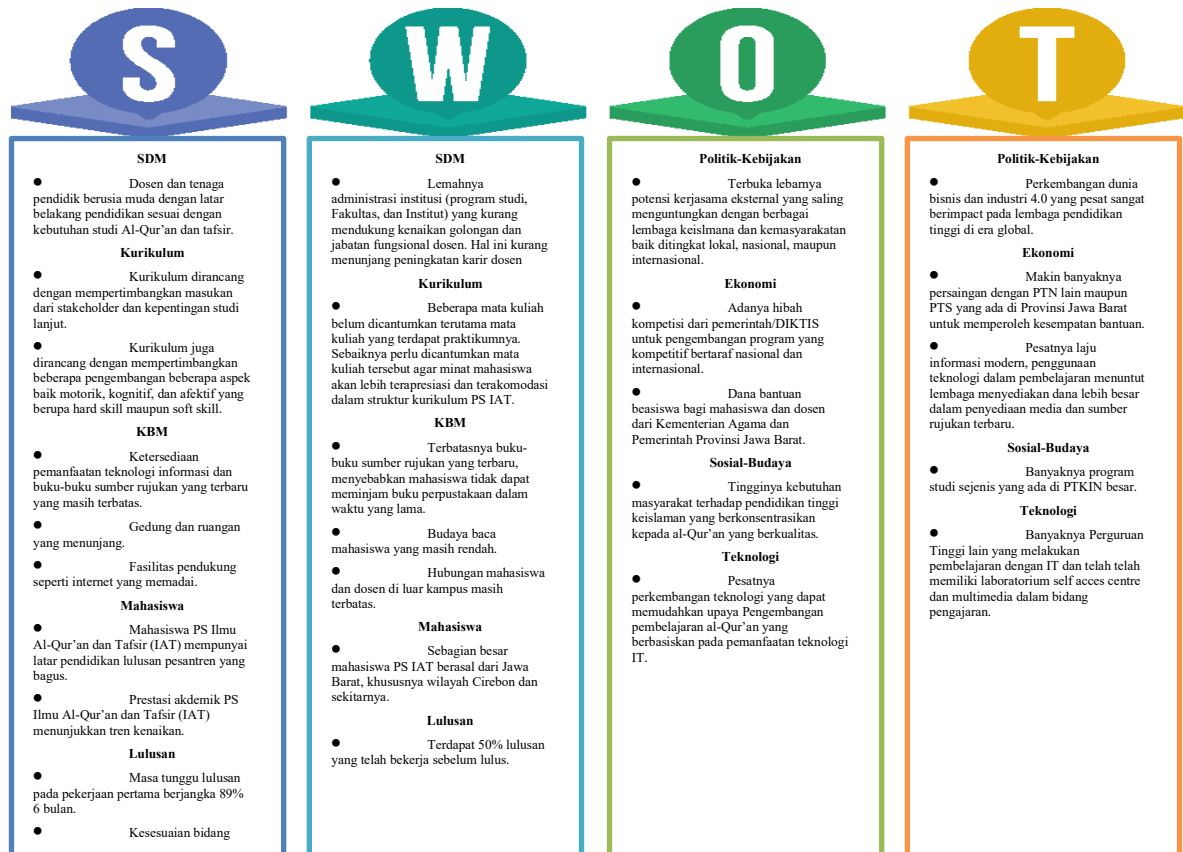 S
SDM
● Dosen dan tenaga
pendidik berusia muda dengan latar
belakang pendidikan sesuai dengan
kebutuhan studi Al-Qur'an dan tafsir.
Kurikulum
● Kurikulum dirancang
dengan mempertimbangkan masukan
dari stakeholder dan kepentingan studi
lanjut.
● Kurikulum juga
dirancang dengan mempertimbangkan
beberapa pengembangan beberapa aspek
baik motorik, kognitif, dan afektif yang
berupa hard skill maupun soft skill.
KBM
● Ketersediaan
pemanfaatan teknologi informasi dan
buku-buku sumber rujukan yang terbaru
yang masih terbatas.
● Gedung dan ruangan
yang menunjang.
● Fasilitas pendukung
seperti internet yang memadai.
Mahasiswa
● Mahasiswa PS Ilmu
Al-Qur'an dan Tafsir (IAT) mempunyai
latar pendidikan lulusan pesantren yang
bagus.
● Prestasi akademik PS
Ilmu Al-Qur'an dan Tafsir (IAT)
menunjukkan tren kenaikan.
Lulusan
● Masa tunggu lulusan
pada pekerjaan pertama berjangka 89%
6 bulan.
● Kesesuaian bidang
W
SDM
● Lemahnya
administrasi institusi (program studi,
Fakultas, dan Institut) yang kurang
mendukung kenaikan golongan dan
jabatan fungsional dosen. Hal ini kurang
menunjang peningkatan karir dosen
Kurikulum
● Beberapa mata kuliah
belum dicantumkan terutama mata
kuliah yang terdapat praktikumnya.
Sebaiknya perlu dicantumkan mata
kuliah tersebut agar minat mahasiswa
akan lebih terapresiasi dan terakomodasi
dalam struktur kurikulum PS IAT.
KBM
● Terbatasnya buku-
buku sumber rujukan yang terbaru,
menyebabkan mahasiswa tidak dapat
meminjam buku perpustakaan dalam
waktu yang lama.
● Budaya baca
mahasiswa yang masih rendah.
● Hubungan mahasiswa
dan dosen di luar kampus masih
terbatas.
Mahasiswa
● Sebagian besar
mahasiswa PS IAT berasal dari Jawa
Barat, khususnya wilayah Cirebon dan
sekitarnya.
Lulusan
● Terdapat 50% lulusan
yang telah bekerja sebelum lulus.
O
Politik-Kebijakan
● Terbuka lebarnya
potensi kerjasama eksternal yang saling
menguntungkan dengan berbagai
lembaga keislmana dan kemasyarakatan
baik ditingkat lokal, nasional, maupun
internasional.
Ekonomi
● Adanya hibah
kompetisi dari pemerintah/DIKTIS
untuk pengembangan program yang
kompetitif bertaraf nasional dan
internasional.
● Dana bantuan
beasiswa bagi mahasiswa dan dosen
dari Kementerian Agama dan
Pemerintah Provinsi Jawa Barat.
Sosial-Budaya
● Tingginya kebutuhan
masyarakat terhadap pendidikan tinggi
keislaman yang berkonsentrasikan
kepada al-Qur'an yang berkualitas.
Teknologi
● Pesatnya
perkembangan teknologi yang dapat
memudahkan upaya Pengembangan
pembelajaran al-Qur'an yang
berbasiskan pada pemanfaatan teknologi
IT.
T
Politik-Kebijakan
● Perkembangan dunia
bisnis dan industri 4.0 yang pesat sangat
berimpact pada lembaga pendidikan
tinggi di era global.
Ekonomi
● Makin banyaknya
persaingan dengan PTN lain maupun
PTS yang ada di Provinsi Jawa Barat
untuk memperoleh kesempatan bantuan.
● Pesatnya laju
informasi modern, penggunaan
teknologi dalam pembelajaran menuntut
lembaga menyediakan dana lebih besar
dalam penyediaan media dan sumber
rujukan terbaru.
Sosial-Budaya
● Banyaknya program
studi sejenis yang ada di PTKIN besar.
Teknologi
● Banyaknya Perguruan
Tinggi lain yang melakukan
pembelajaran dengan IT dan telah telah
memiliki laboratorium self acces centre
dan multimedia dalam bidang
pengajaran.